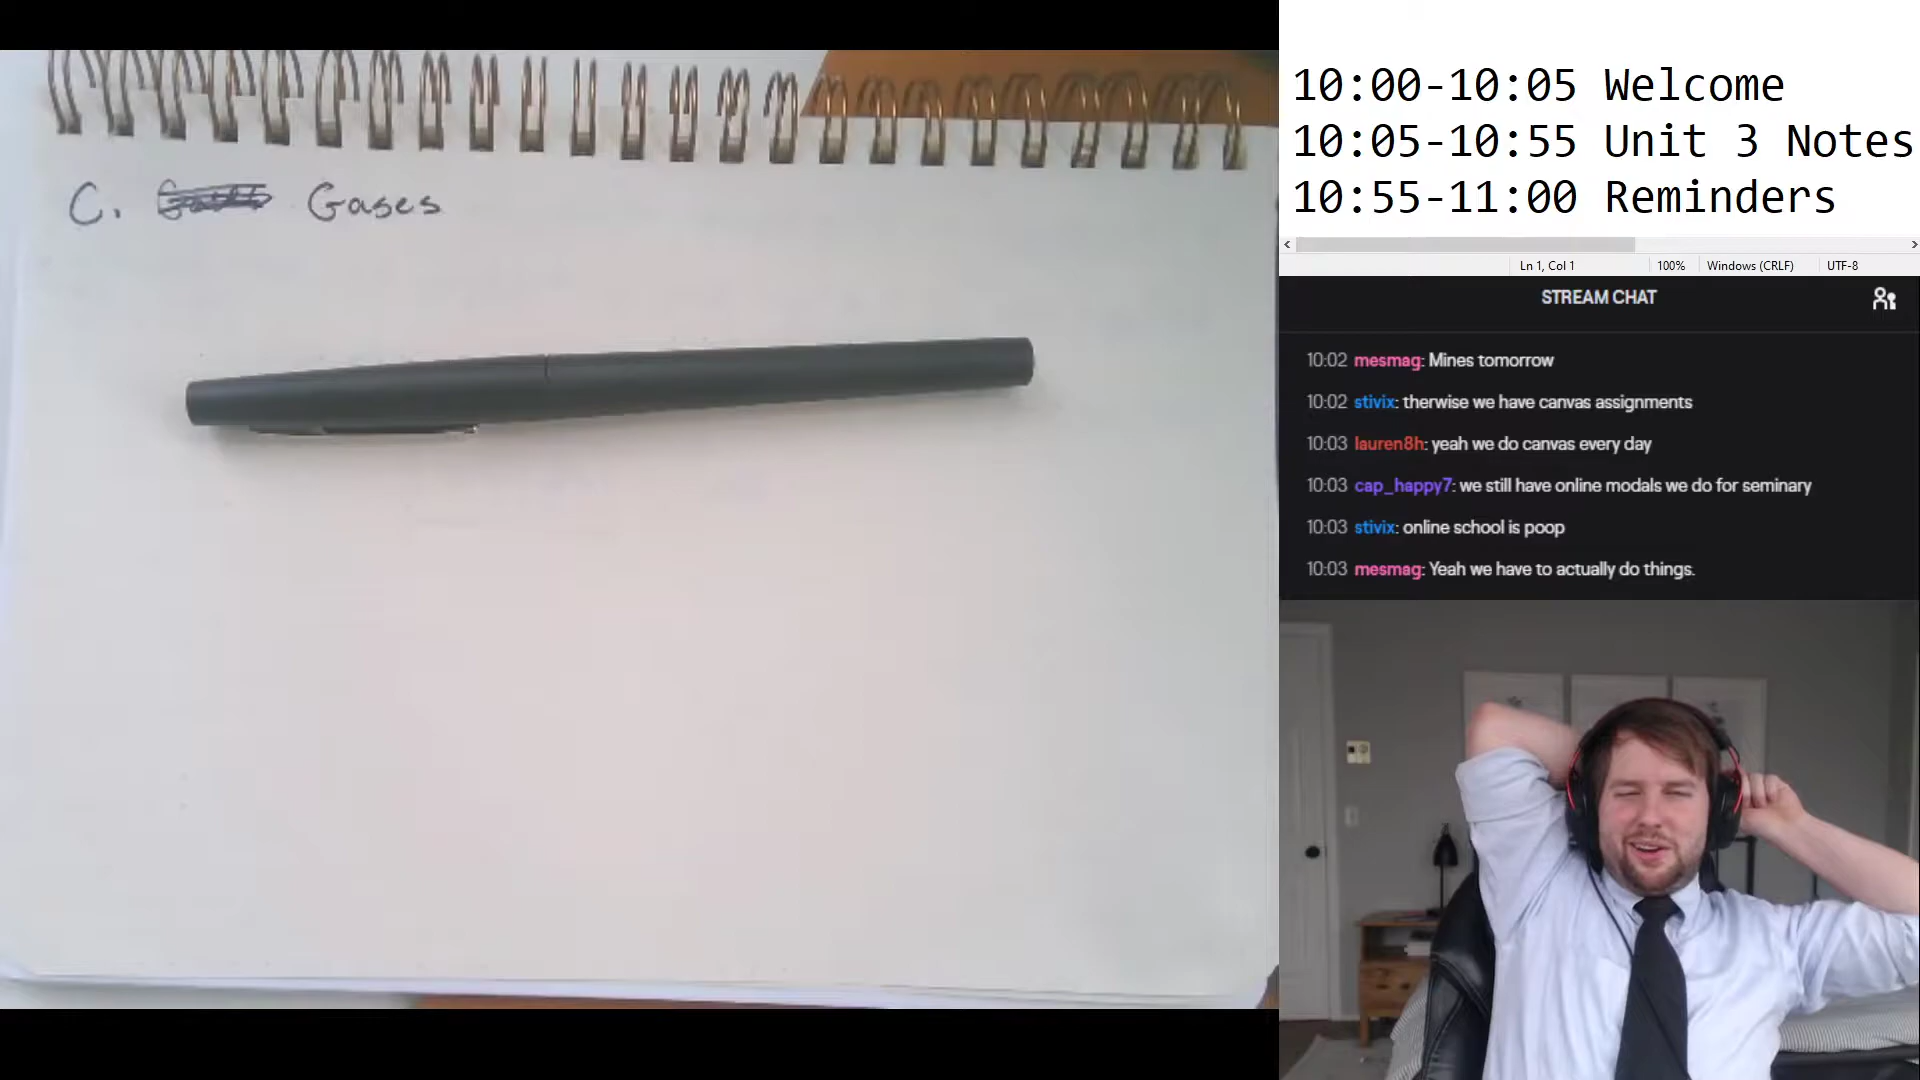 C. Gases
10:00-10:05 Welcome
10:05-10:55 Unit 3 Notes
10:55-11:00 Reminders
Ln 1, Col 1 100% Windows (CRLF) UTF-8
STREAM CHAT
10:02 mesmag: Mines tomorrow
10:02 stivix: therwise we have canvas assignments
10:03 lauren8h: yeah we do canvas every day
10:03 cap_happy7: we still have online modals we do for seminary
10:03 stivix: online school is poop
10:03 mesmag: Yeah we have to actually do things.